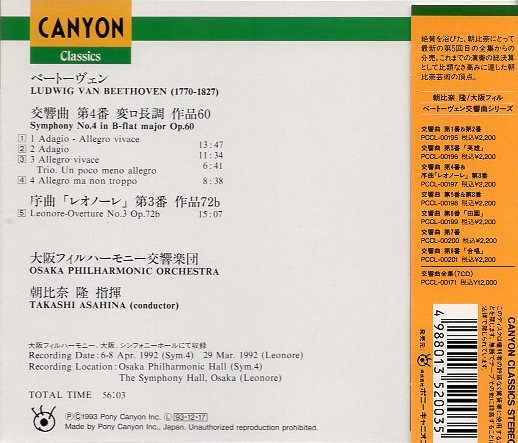 CANYON
Classics
ベートーヴェン
LUDWIG VAN BEETHOVEN (1770-1827)
交響曲 第4番 変ロ長調 作品60
Symphony No.4 in B-flat major Op.60
1 1 Adagio - Allegro vivace 13:47
2 2 Adagio 11:34
3 3 Allegro vivace 6:41
Trio. Un poco meno allegro
4 4 Allegro ma non troppo 8:38
序曲「レオノーレ」第3番 作品72b
5 Leonore-Overture No.3 Op.72b 15:07
大阪フィルハーモニー交響楽団
OSAKA PHILHARMONIC ORCHESTRA
朝比奈 隆 指揮
TAKASHI ASAHINA (conductor)
大阪フィルハーモニー、大阪、シンフォニーホールにて収録
Recording Date: 6-8 Apr. 1992 (Sym.4) 29 Mar. 1992 (Leonore)
Recording Location: Osaka Philharmonic Hall (Sym.4)
The Symphony Hall, Osaka (Leonore)
TOTAL TIME 56:03
Ⓟ©1993 Pony Canyon Inc. Ⓛ 93・12・17
Pony Canyon Inc., Made in Japan. Unauthorized reproduction prohibited.
絶賛を浴びた、朝比奈にとって
最新の第5回目の全集からの
分売。これまでの演奏の総決算
として比類なき高みに達した朝
比奈芸術の頂点。
朝比奈 隆/大阪フィル
ベートーヴェン交響曲シリーズ
交響曲 第1番&第2番
PCCL-00195 税込¥2,200
交響曲 第3番「英雄」
PCCL-00196 税込¥2,200
交響曲 第4番&
序曲「レオノーレ」第3番
PCCL-00197 税込¥2,200
交響曲 第5番&第8番
PCCL-00198 税込¥2,200
交響曲 第6番「田園」
PCCL-00199 税込¥2,200
交響曲 第7番
PCCL-00200 税込¥2,200
交響曲 第9番「合唱」
PCCL-00201 税込¥2,200
交響曲全集(7CD)
PCCL-00171 税込¥12,000
CANYON CLASSICS STEREO
4 988013 520035
発売元